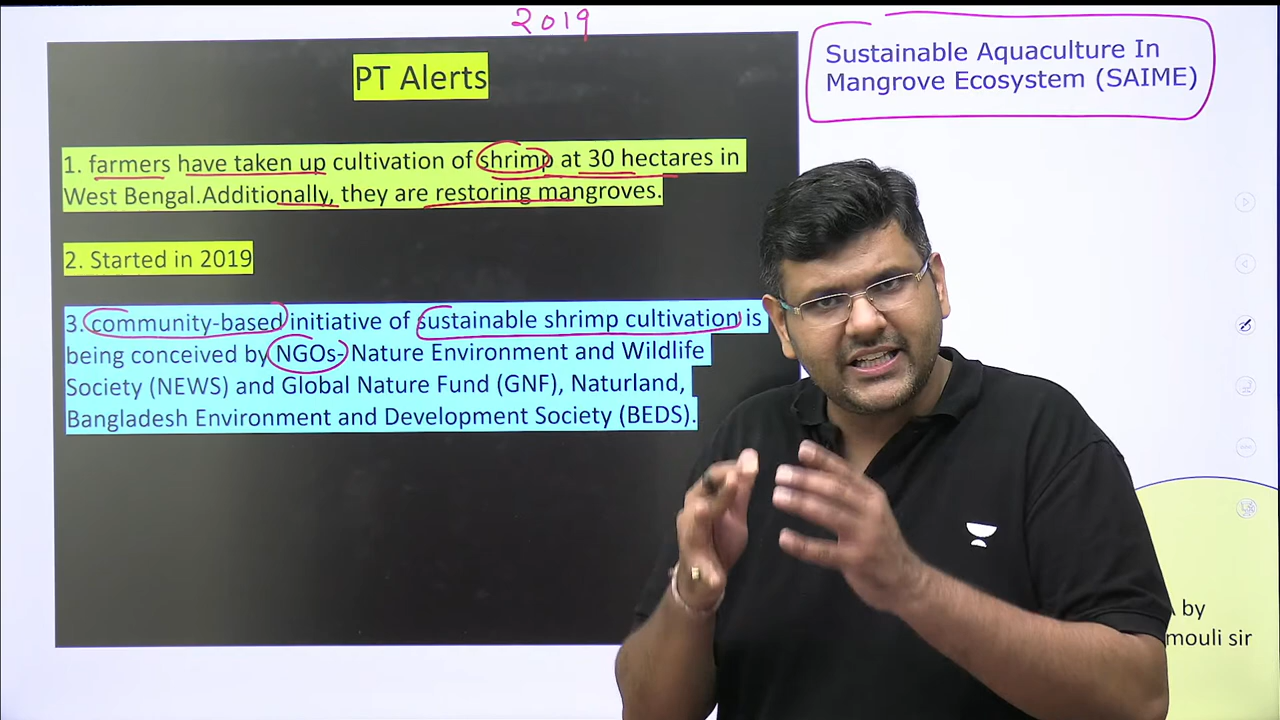 2019
Sustainable Aquaculture In
Mangrove Ecosystem (SAIME)
PT Alerts
1. farmers have taken up cultivation of shrimp at 30 hectares in
West Bengal.Additionally, they are restoring mangroves.
2. Started in 2019
3. community-based initiative of sustainable shrimp cultivation is
being conceived by NGOs- Nature Environment and Wildlife
Society (NEWS) and Global Nature Fund (GNF), Naturland,
Bangladesh Environment and Development Society (BEDS).
by
mouli sir